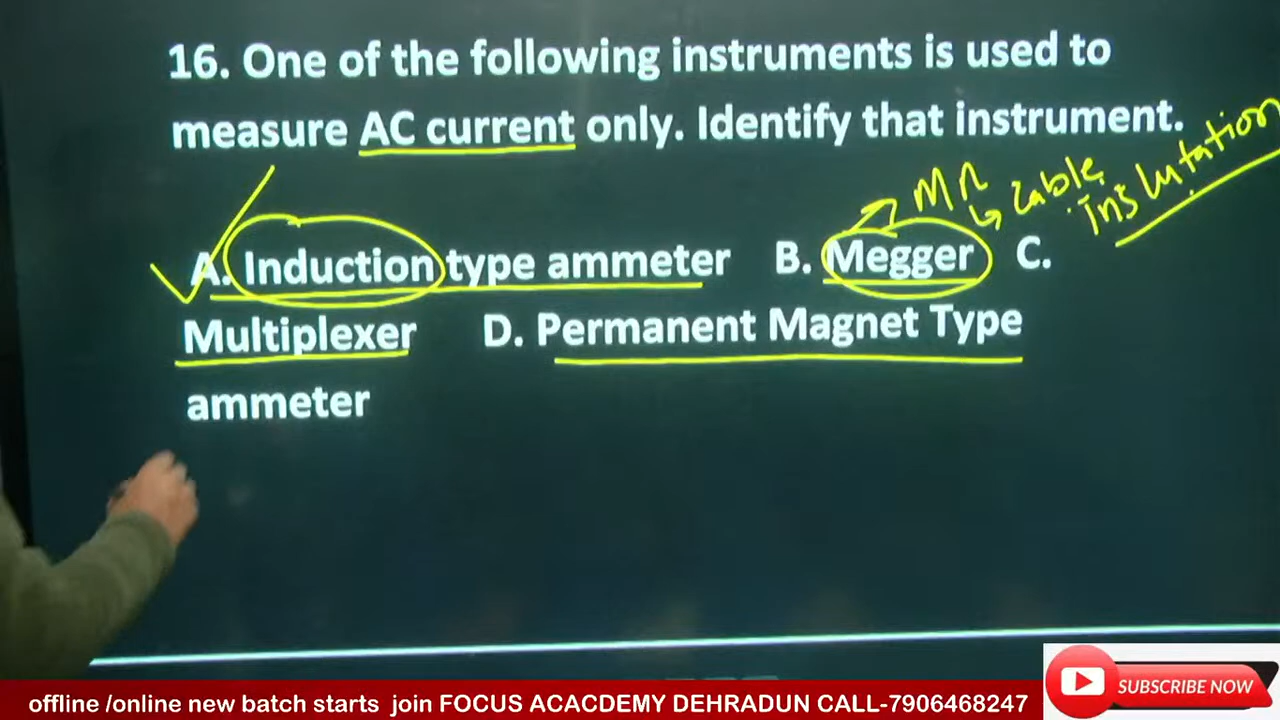 16. One of the following instruments is used to
measure AC current only. Identify that instrument.
MΩ
cable
Inslutation
A. Induction type ammeter B. Megger C.
Multiplexer D. Permanent Magnet Type
ammeter
offline /online new batch starts join FOCUS ACACDEMY DEHRADUN CALL-7906468247
SUBSCRIBE NOW